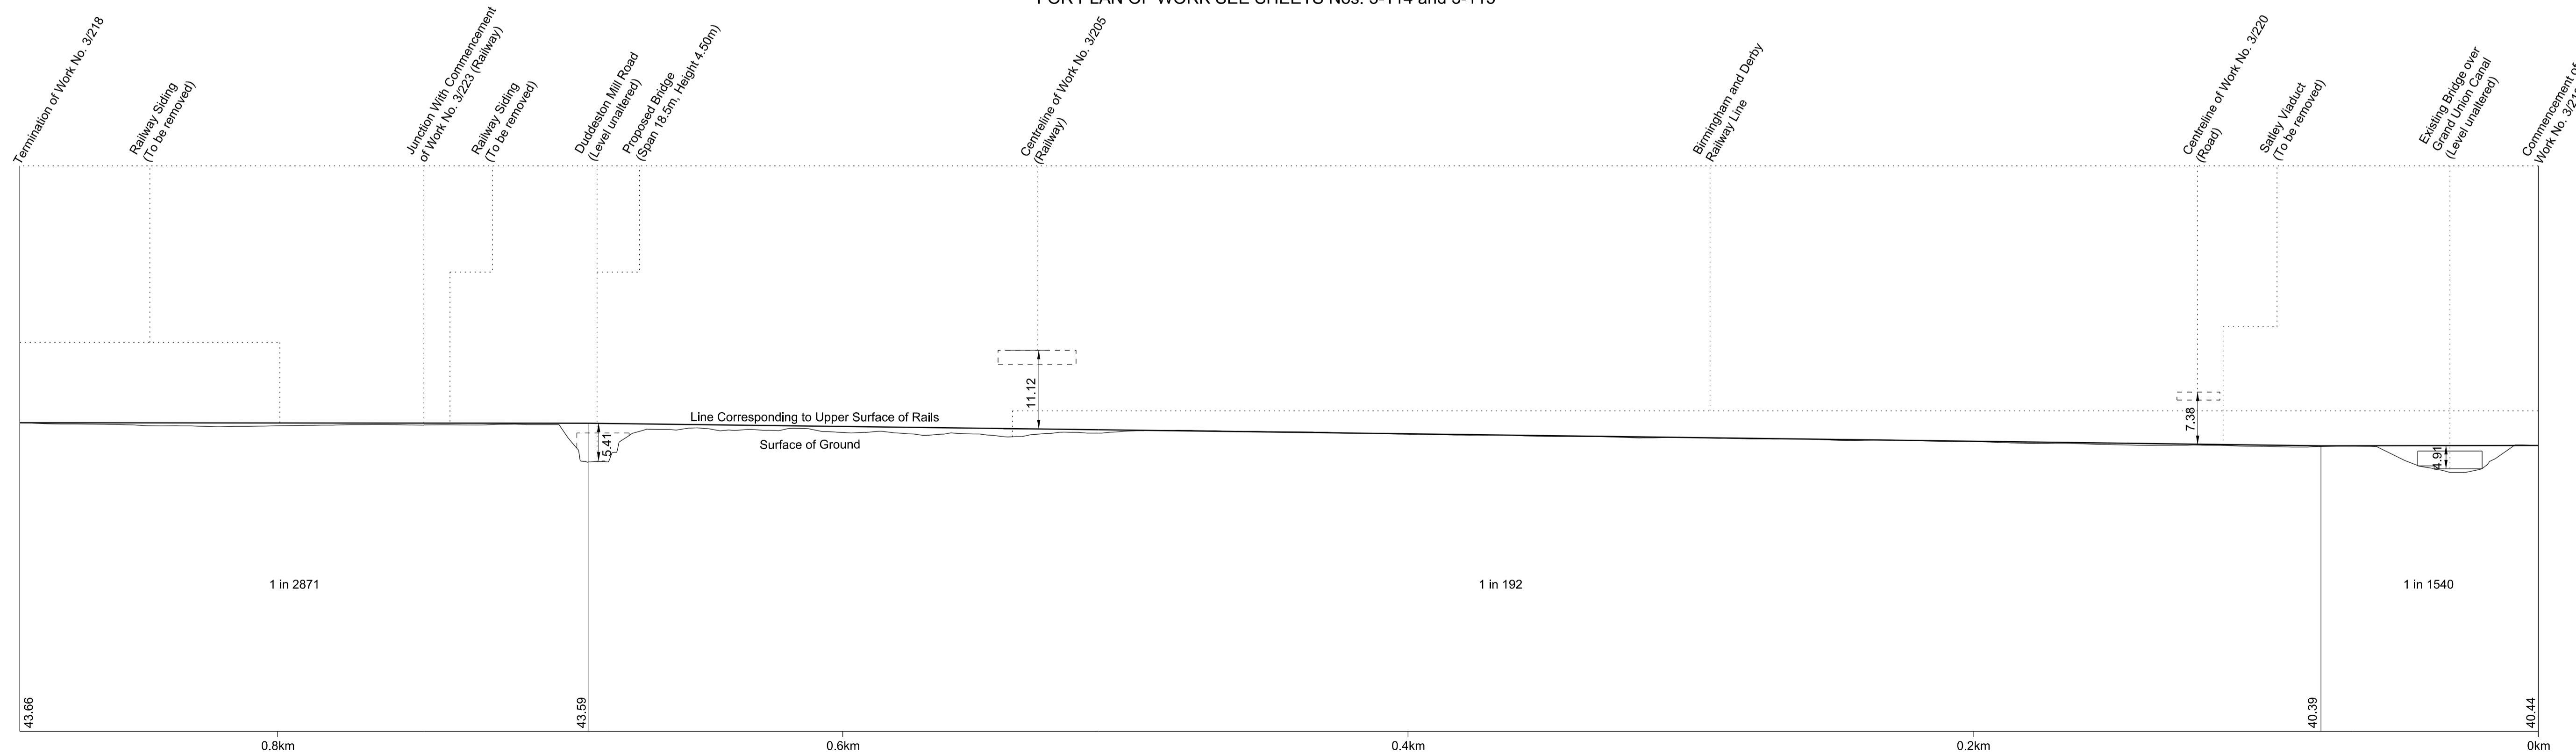 Termination of Work No. 3/218
Railway Siding
(To be removed)
Junction With Commencement
of Work No. 3/223 (Railway)
Railway Siding
(To be removed)
Duddeston Mill Road
(Level unaltered)
Proposed Bridge
(Span 18.5m, Height 4.50m)
Centreline of Work No. 3/205
(Railway)
Birmingham and Derby
Railway Line
Centreline of Work No. 3/220
(Road)
Satley Viaduct
(To be removed)
Existing Bridge over
Grand Union Canal
(Level unaltered)
Commencement of
Work No.
11.12
7.38
Line Corresponding to Upper Surface of Rails
5.41
Surface of Ground
4.91
1 in 2871
1 in 192
1 in 1540
43.66
43.59
40.39
40.44
0.8km
0.6km
0.4km
0.2km
0km